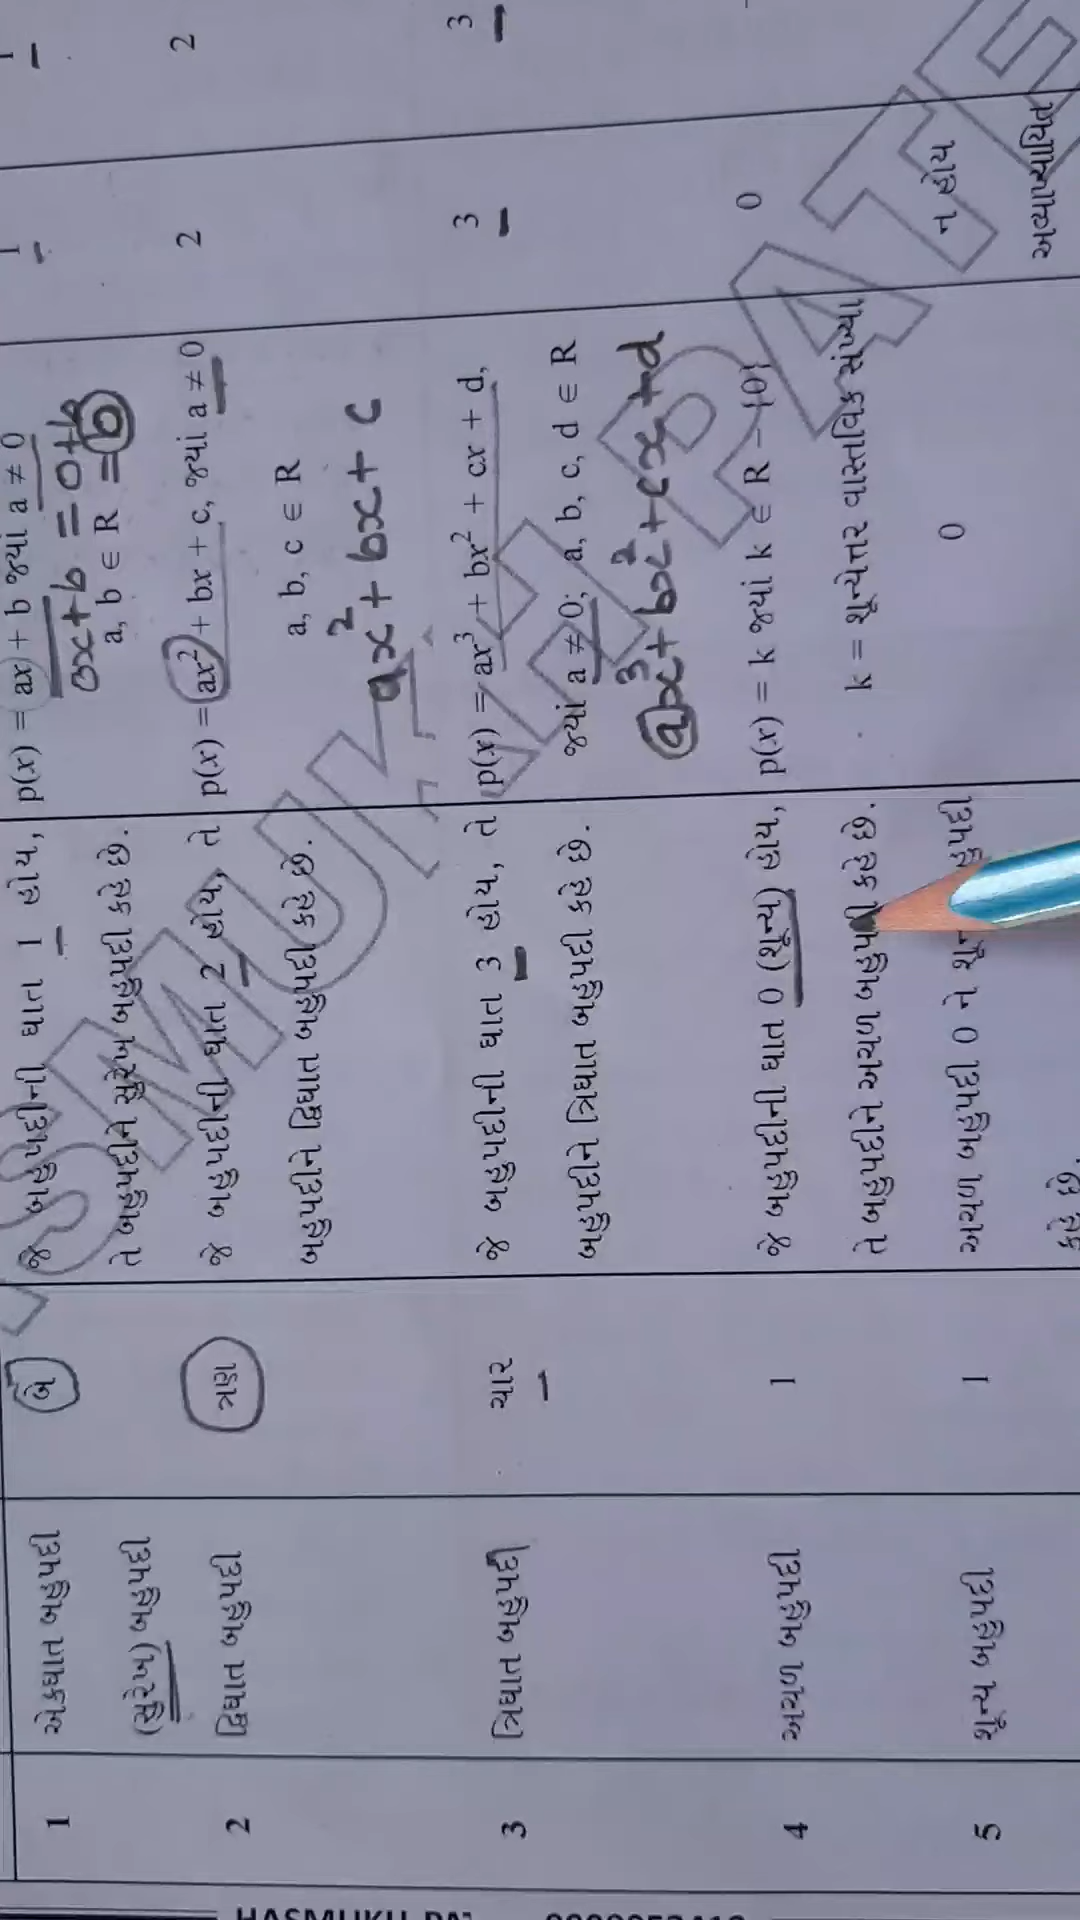 1
એકઘાત બહુપદી
(સુરેખ) બહુપદી
બે
જે બહુપદીની ઘાત 1 હોય,
તે બહુપદીને સુરેખ બહુપદી કહે છે.
p(x) = ax + b જ્યાં a ≠ 0
ax+b = 0+b
a, b ∈ R = b
1
1
2
દ્વિઘાત બહુપદી
ત્રણ
જે બહુપદીની ઘાત 2 હોય, તે
બહુપદીને દ્વિઘાત બહુપદી કહે છે.
p(x) = ax² + bx + c, જ્યાં a ≠ 0
a, b, c ∈ R
ax² + bx + c
2
2
3
ત્રિઘાત બહુપદી
ચાર
જે બહુપદીની ઘાત 3 હોય, તે
બહુપદીને ત્રિઘાત બહુપદી કહે છે.
p(x) = ax³ + bx² + cx + d,
જ્યાં a ≠ 0; a, b, c, d ∈ R
ax³ + bx² + cx + d
3
3
4
અચળ બહુપદી
1
જે બહુપદીની ઘાત 0 (શૂન્ય) હોય,
તે બહુપદીને અચળ કહે છે.
p(x) = k જ્યાં k ∈ R – {0}
k = શૂન્યેતર વાસ્તવિક સંખ્યા
0
5
શૂન્ય બહુપદી
1
અચળ બહુપદી 0 ને
કહે છે.
0
ન હોય
અવ્યાખ્યાયિત
HASMUKH